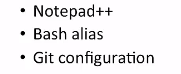 • Notepad++
• Bash alias
• Git configuration